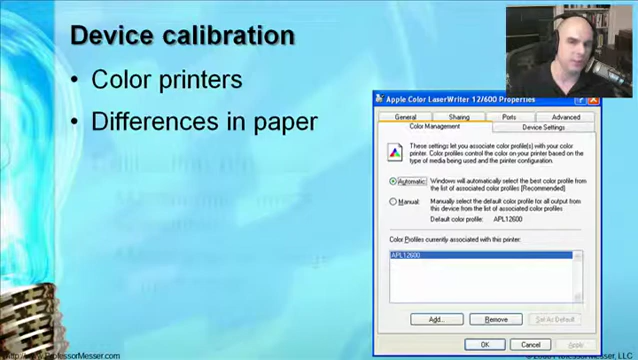 Device calibration
• Color printers
• Differences in paper
Apple Color LaserWriter 12/600 Properties
General Sharing Ports Advanced
Color Management Device Settings
These settings let you associate color profile(s) with your color
printer. Color profiles control the color on your printer based on the
type of media being used and the printer configuration.
Automatic: Windows will automatically select the best color profile from
the list of associated color profiles [Recommended]
Manual: Manually select the default color profile for all output from
this device from the list of associated color profiles
Default color profile: APL12600
Color Profiles currently associated with this printer:
APL12600
Add... Remove Set As Default
OK Cancel Apply
http://www.ProfessorMesser.com
ProfessorMesser, LLC